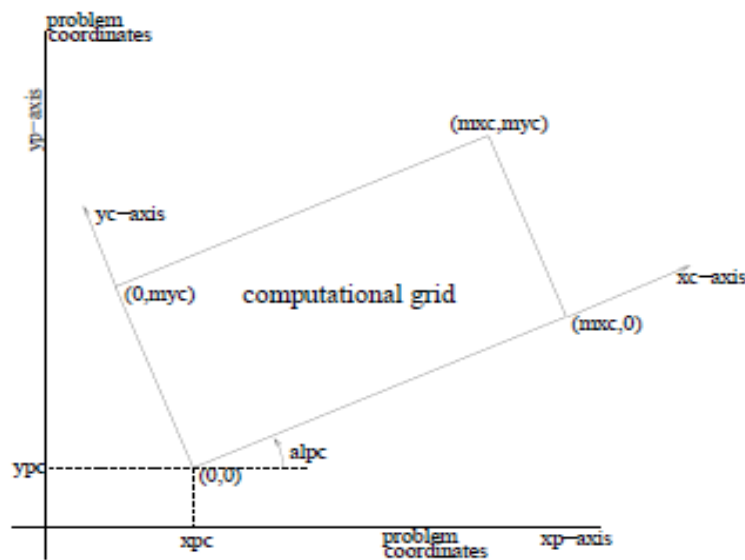 problem
coordinates
yp-axis
(mxc,myc)
yc-axis
xc-axis
(0,myc)
computational grid
(mxc,0)
alpc
ypc
(0,0)
xpc
problem
coordinates
xp-axis